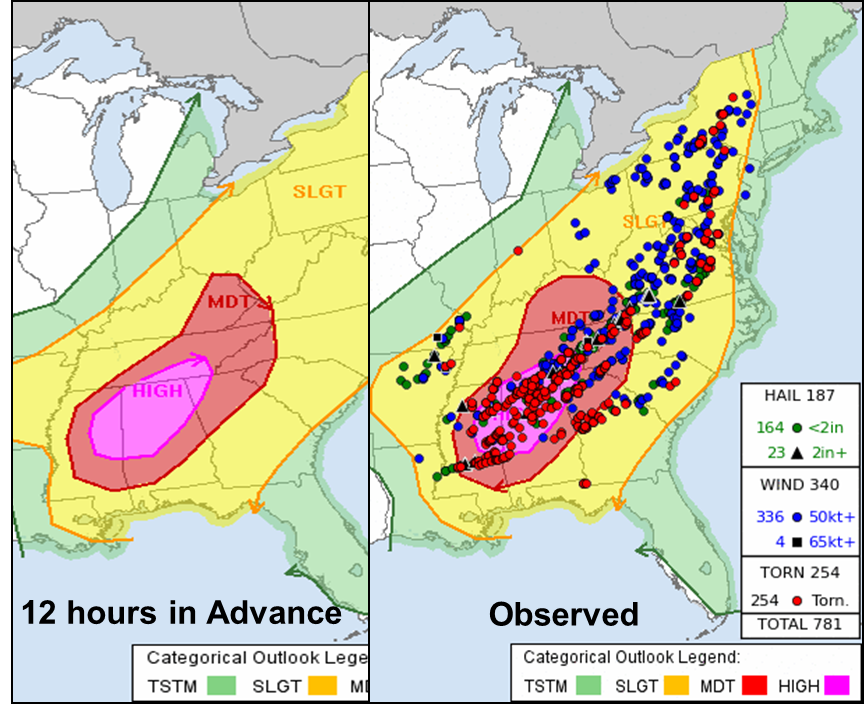 SLGT
MDT
HIGH
12 hours in Advance
Categorical Outlook Lege
TSTM SLGT M
SLGT
MDT
Observed
HAIL 187
164 <2in
23 2in+
WIND 340
336 50kt+
4 65kt+
TORN 254
254 Torn.
TOTAL 781
Categorical Outlook Legend:
TSTM SLGT MDT HIGH